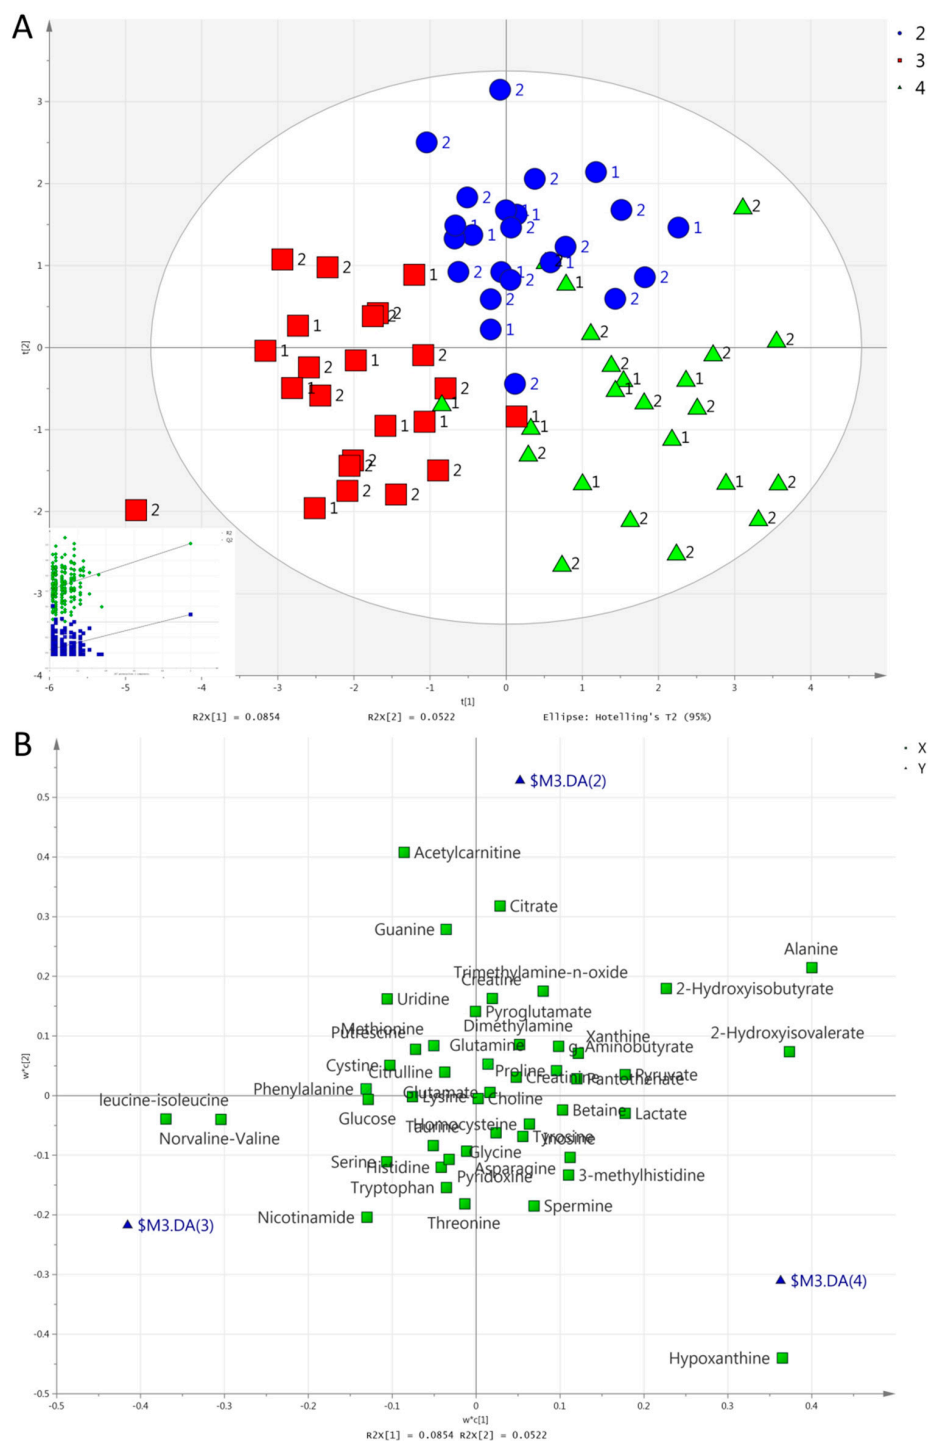 A
2
3
4
3
2
1
0
-1
-2
-3
-4
-6
-5
-4
-3
-2
-1
0
1
2
3
4
t[2]
t[1]
R2X[1] = 0.0854
R2X[2] = 0.0522
Ellipse: Hotelling's T2 (95%)
B
X
Y
$M3.DA(2)
Acetylcarnitine
Citrate
Guanine
Alanine
Trimethylamine-n-oxide
Creatine
2-Hydroxyisobutyrate
Uridine
Pyroglutamate
Methionine
Putrescine
Dimethylamine
Xanthine
2-Hydroxyisovalerate
Glutamine
g-Aminobutyrate
Cystine
Citrulline
Proline
Creatinine
Pantothenate
Pyruvate
Phenylalanine
Glutamate
Lysine
Choline
leucine-isoleucine
Glucose
Betaine
Lactate
Norvaline-Valine
Taurine
Homocysteine
Tyrosine
Inosine
Serine
Histidine
Glycine
Asparagine
3-methylhistidine
Tryptophan
Pyridoxine
Nicotinamide
Threonine
Spermine
$M3.DA(3)
$M3.DA(4)
Hypoxanthine
0.5
0.4
0.3
0.2
0.1
0
-0.1
-0.2
-0.3
-0.4
-0.5
-0.5
-0.4
-0.3
-0.2
-0.1
0
0.1
0.2
0.3
0.4
w*c[2]
w*c[1]
R2X[1] = 0.0854 R2X[2] = 0.0522